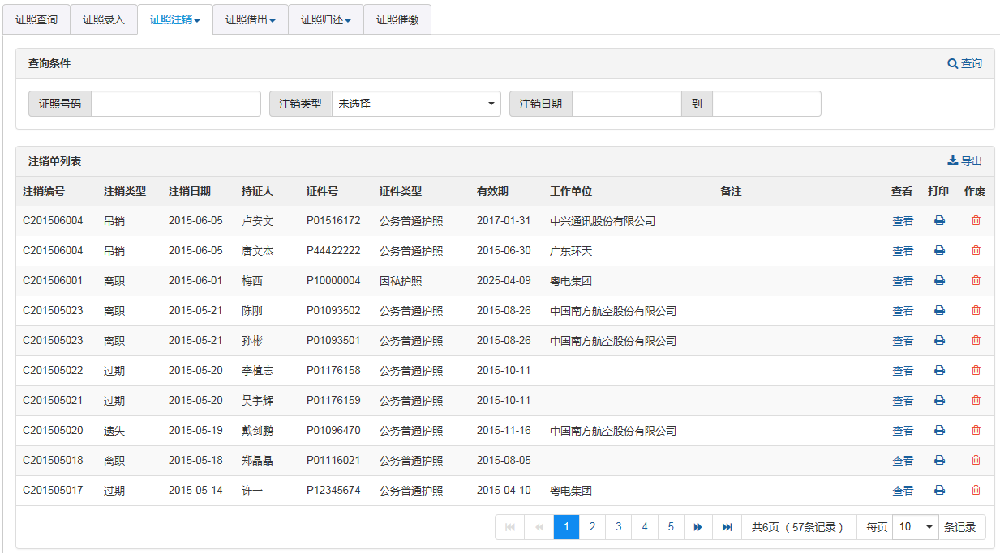 证照查询 证照录入 证照注销 证照借出 证照归还 证照催缴
查询条件 查询
证照号码 注销类型 未选择 注销日期 到
注销单列表 导出
注销编号 注销类型 注销日期 持证人 证件号 证件类型 有效期 工作单位 备注 查看 打印 作废
C201506004 吊销 2015-06-05 卢安文 P01516172 公务普通护照 2017-01-31 中兴通讯股份有限公司 查看
C201506004 吊销 2015-06-05 唐文杰 P44422222 公务普通护照 2015-06-30 广东环天 查看
C201506001 离职 2015-06-01 梅西 P10000004 因私护照 2025-04-09 粤电集团 查看
C201505023 离职 2015-05-21 陈刚 P01093502 公务普通护照 2015-08-26 中国南方航空股份有限公司 查看
C201505023 离职 2015-05-21 孙彬 P01093501 公务普通护照 2015-08-26 中国南方航空股份有限公司 查看
C201505022 过期 2015-05-20 李植志 P01176158 公务普通护照 2015-10-11 查看
C201505021 过期 2015-05-20 吴宇辉 P01176159 公务普通护照 2015-10-11 查看
C201505020 遗失 2015-05-19 戴剑鹏 P01096470 公务普通护照 2015-11-16 中国南方航空股份有限公司 查看
C201505018 离职 2015-05-18 郑晶晶 P01116021 公务普通护照 2015-08-05 查看
C201505017 过期 2015-05-14 许一 P12345674 公务普通护照 2015-04-10 粤电集团 查看
1 2 3 4 5 共6页（57条记录） 每页 10 条记录